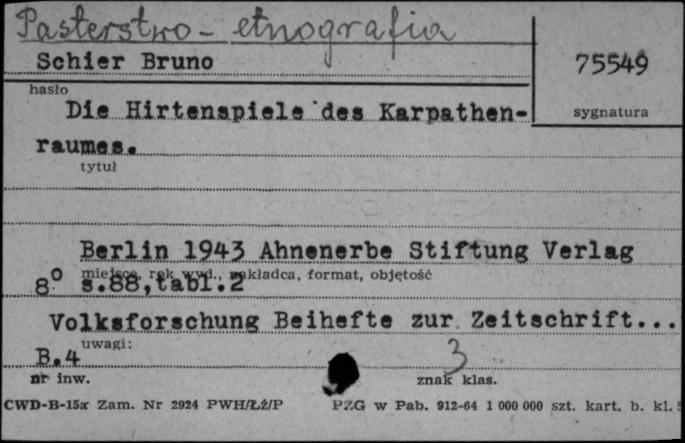 Pasterstwo - etnografia
Schier Bruno
75549
hasło
sygnatura
Die Hirtenspiele des Karpathen-
raumes.
tytuł
Berlin 1943 Ahnenerbe Stiftung Verlag
miejsce, rok wyd., nakładca, format, objętość
8° s.88,tabl.2
Volksforschung Beihefte zur Zeitschrift...
uwagi:
B.4
3
nr inw.
znak klas.
CWD-B-15a Zam. Nr 2924 PWH/Łż/P PZG w Pab. 912-64 1 000 000 szt. kart. b. kl.